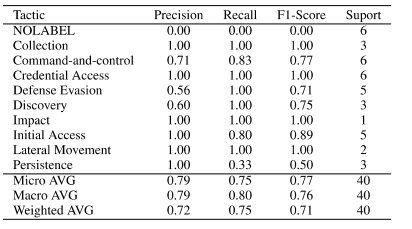 Tactic Precision Recall F1-Score Suport
NOLABEL 0.00 0.00 0.00 6
Collection 1.00 1.00 1.00 3
Command-and-control 0.71 0.83 0.77 6
Credential Access 1.00 1.00 1.00 6
Defense Evasion 0.56 1.00 0.71 5
Discovery 0.60 1.00 0.75 3
Impact 1.00 1.00 1.00 1
Initial Access 1.00 0.80 0.89 5
Lateral Movement 1.00 1.00 1.00 2
Persistence 1.00 0.33 0.50 3
Micro AVG 0.79 0.75 0.77 40
Macro AVG 0.79 0.80 0.76 40
Weighted AVG 0.72 0.75 0.71 40